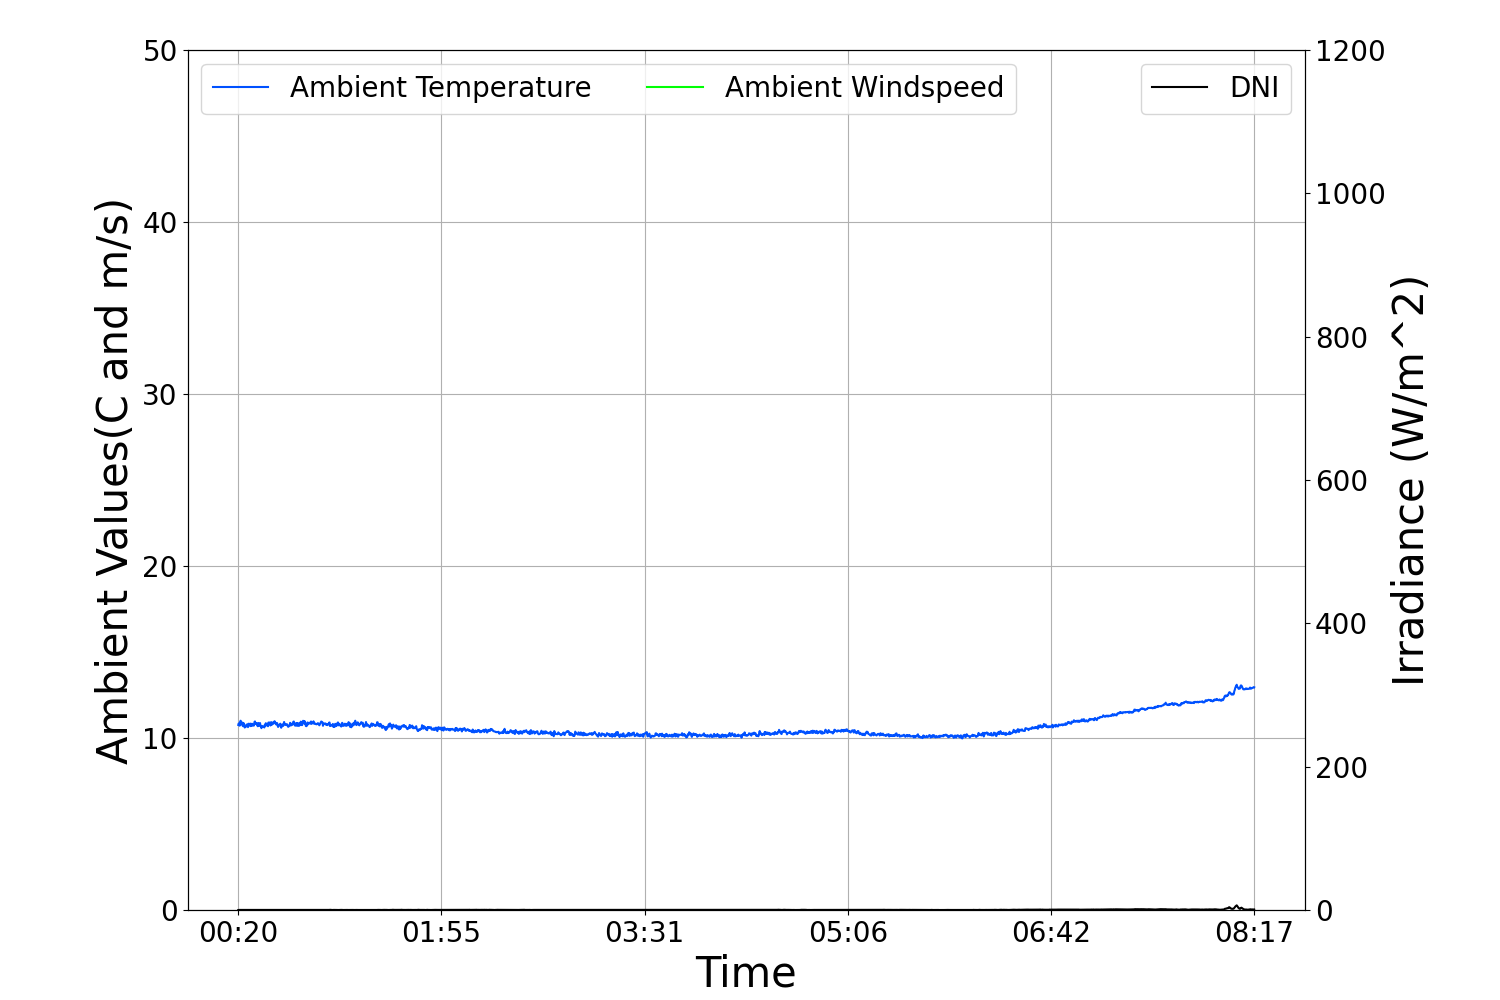 Ambient Temperature Ambient Windspeed DNI
50
40
30
20
10
0
Ambient Values(C and m/s)
1200
1000
800
600
400
200
0
Irradiance (W/m^2)
00:20 01:55 03:31 05:06 06:42 08:17
Time